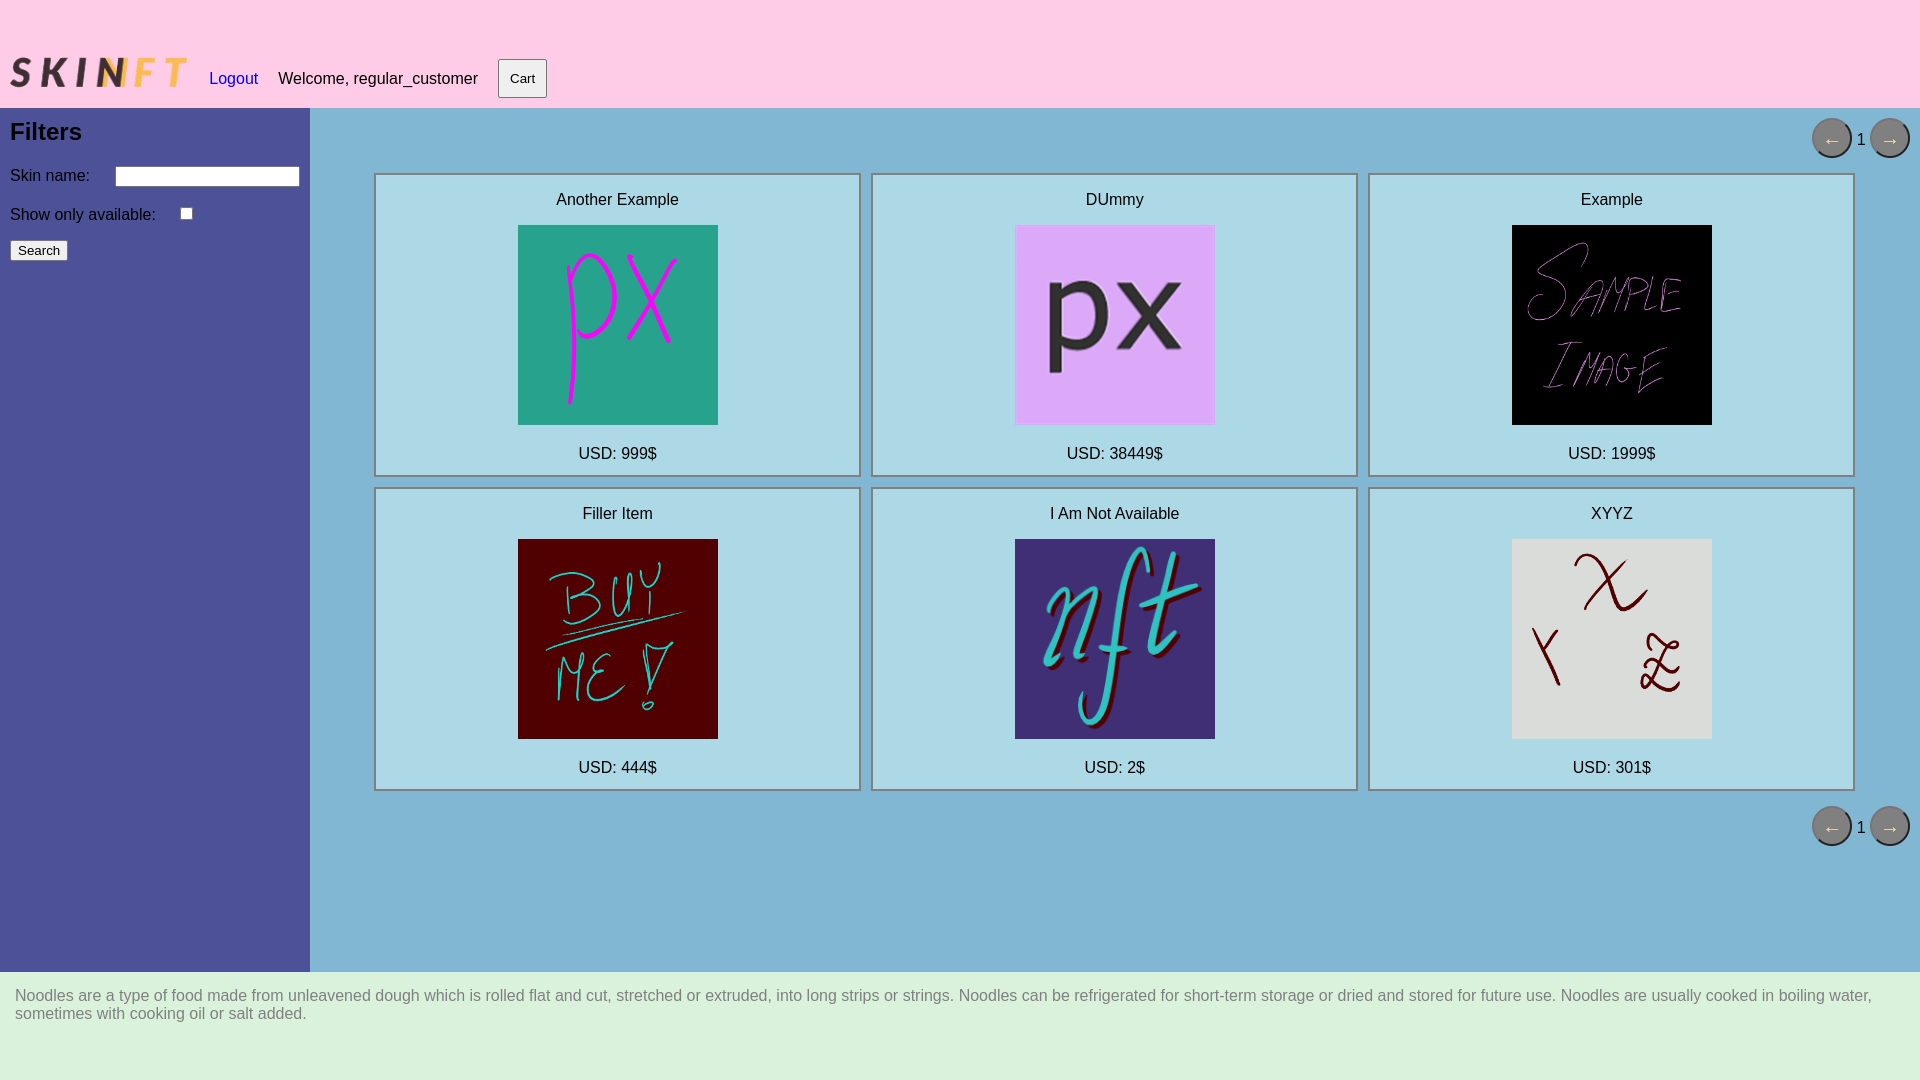 SKINNFT
Logout
Welcome, regular_customer
Cart
Filters
Skin name:
Show only available:
Search
← 1 →
Another Example
px
USD: 999$
DUmmy
px
USD: 38449$
Example
SAMPLE
IMAGE
USD: 1999$
Filler Item
BUY
ME!
USD: 444$
I Am Not Available
nft
USD: 2$
XYYZ
X
Y
Z
USD: 301$
← 1 →
Noodles are a type of food made from unleavened dough which is rolled flat and cut, stretched or extruded, into long strips or strings. Noodles can be refrigerated for short-term storage or dried and stored for future use. Noodles are usually cooked in boiling water,
sometimes with cooking oil or salt added.